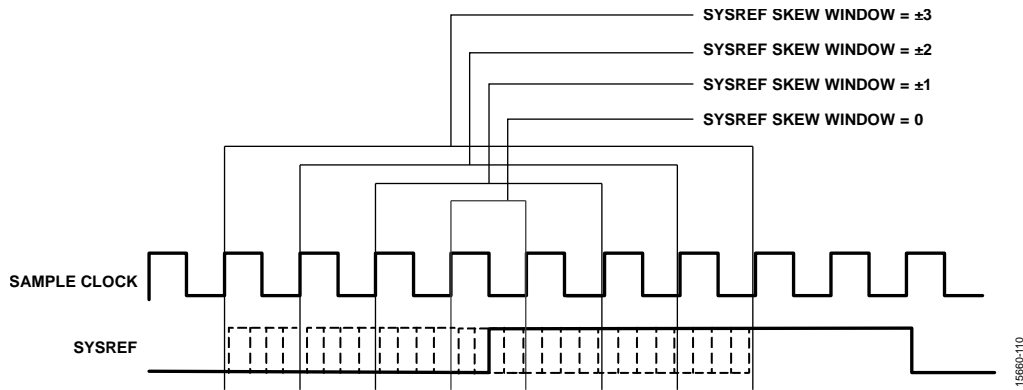 SYSREF SKEW WINDOW = ±3
SYSREF SKEW WINDOW = ±2
SYSREF SKEW WINDOW = ±1
SYSREF SKEW WINDOW = 0
SAMPLE CLOCK
SYSREF
15660-110